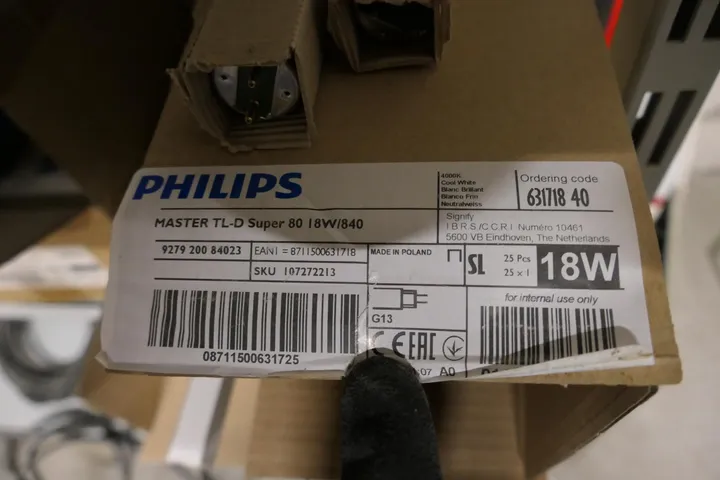 PHILIPS
4000K
Cool White
Blanc Brillant
Bianco Frio
Neutralweiss
Ordering code
631718 40
MASTER TL-D Super 80 18W/840
Signify
I.B.R.S./C.C.R.I. Numéro 10461
5600 VB Eindhoven, The Netherlands
9279 200 84023
EAN1 = 8711500631718
SKU 107272213
MADE IN POLAND
SL
25 Pcs
25 x 1
18W
for internal use only
G13
CE EAC
08711500631725
A0